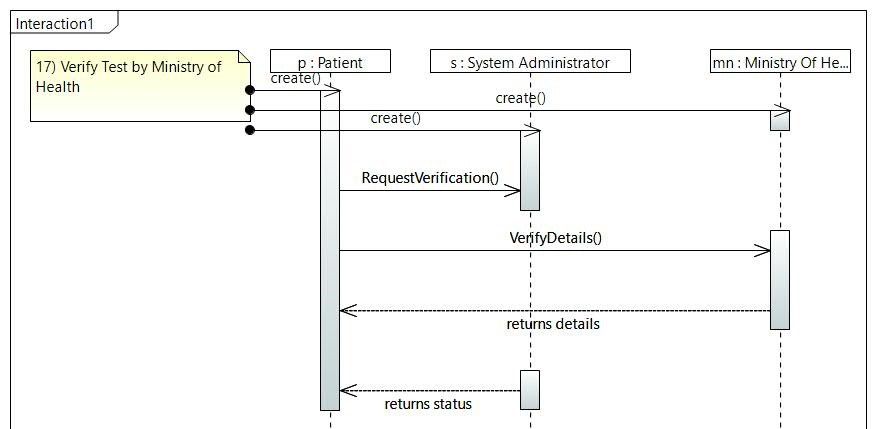 Interaction1
17) Verify Test by Ministry of
Health
p : Patient
s : System Administrator
mn : Ministry Of He...
create()
create()
create()
RequestVerification()
VerifyDetails()
returns details
returns status